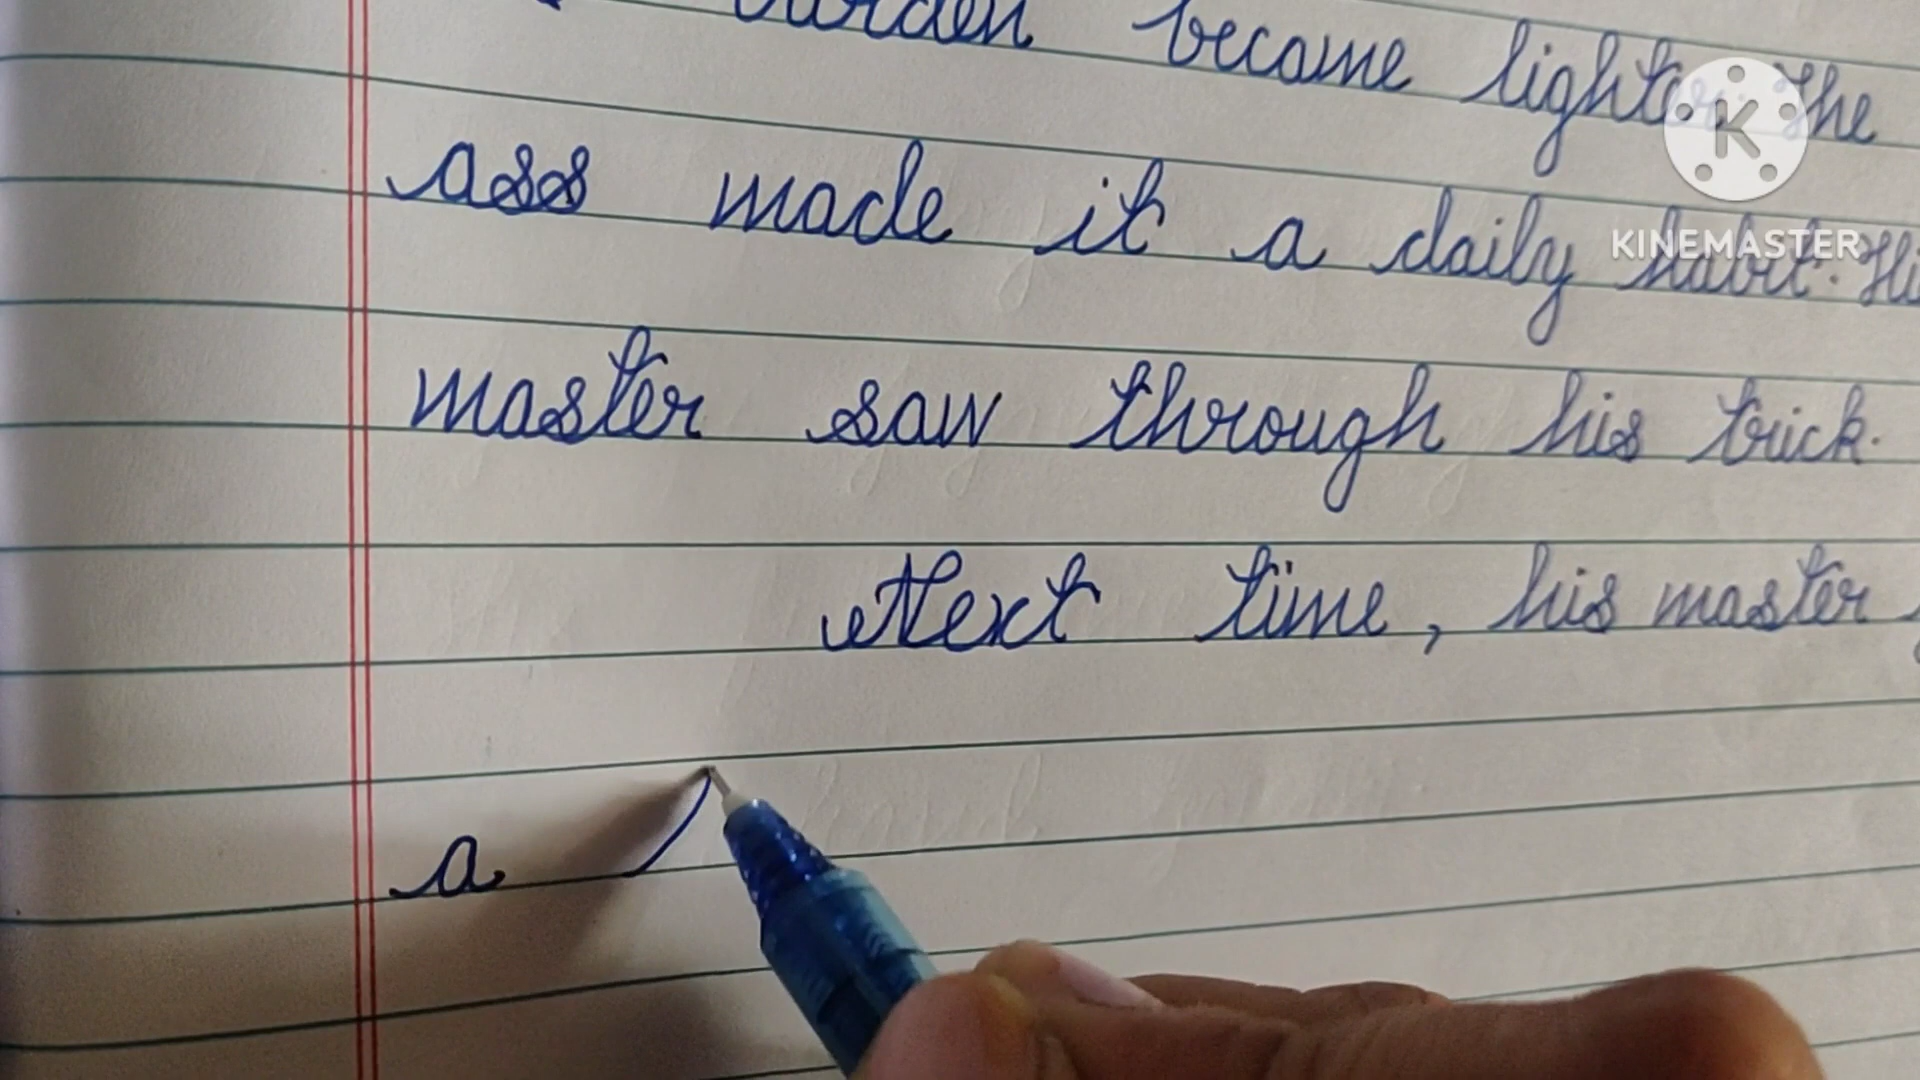 burden became lighter. The
ass made it a daily habit. Hi
master saw through his trick.
Next time, his master
a
K
KINEMASTER